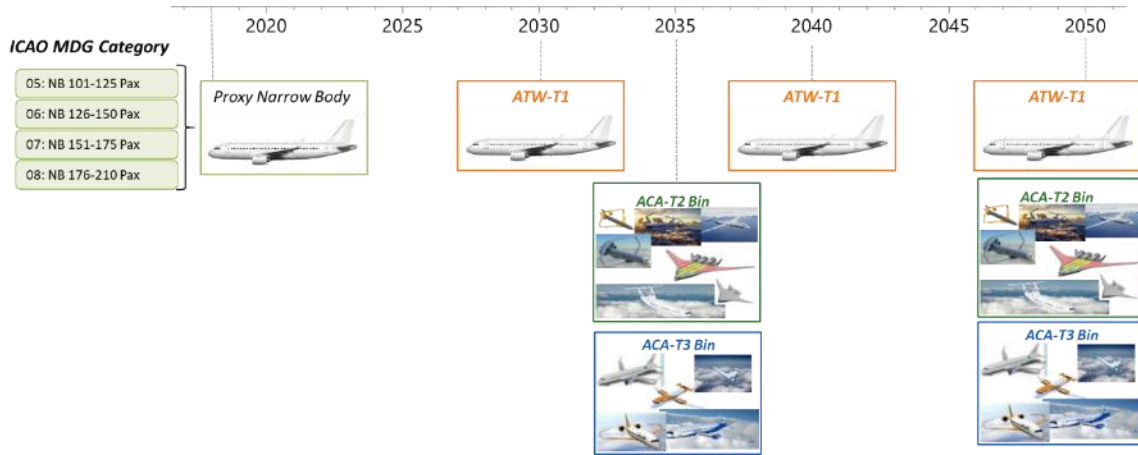 2020 2025 2030 2035 2040 2045 2050
ICAO MDG Category
05: NB 101-125 Pax
06: NB 126-150 Pax
07: NB 151-175 Pax
08: NB 176-210 Pax
Proxy Narrow Body
ATW-T1
ATW-T1
ATW-T1
ACA-T2 Bin
ACA-T2 Bin
ACA-T3 Bin
ACA-T3 Bin